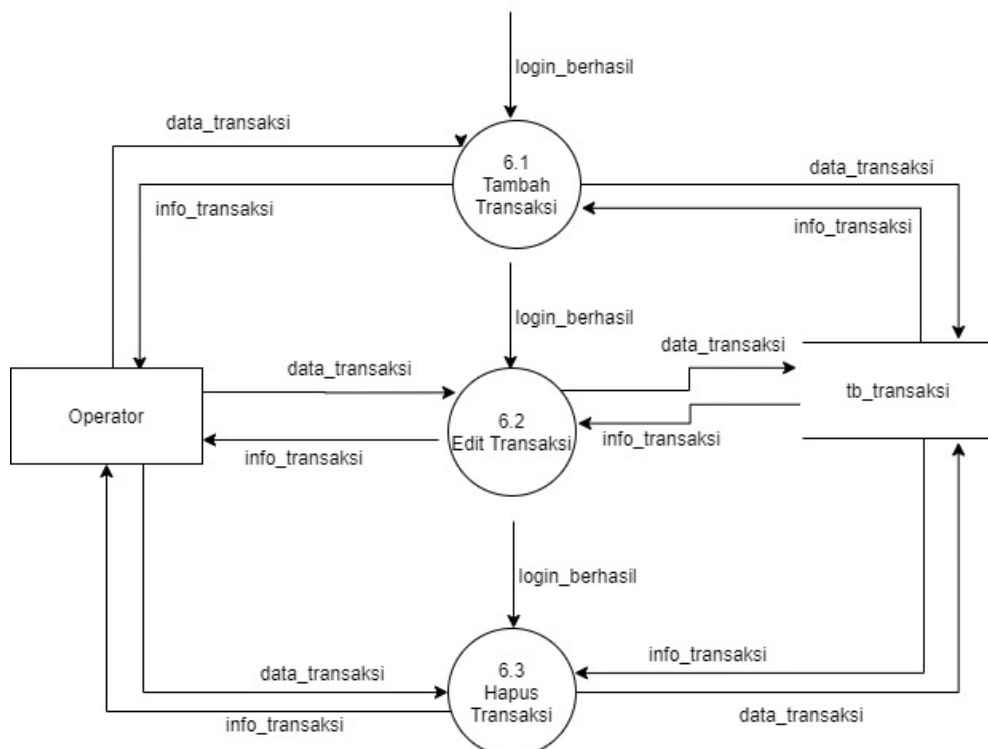 login_berhasil
data_transaksi
6.1
Tambah
Transaksi
data_transaksi
info_transaksi
info_transaksi
login_berhasil
data_transaksi
data_transaksi
Operator
6.2
Edit Transaksi
tb_transaksi
info_transaksi
info_transaksi
login_berhasil
info_transaksi
data_transaksi
6.3
Hapus
Transaksi
info_transaksi
data_transaksi